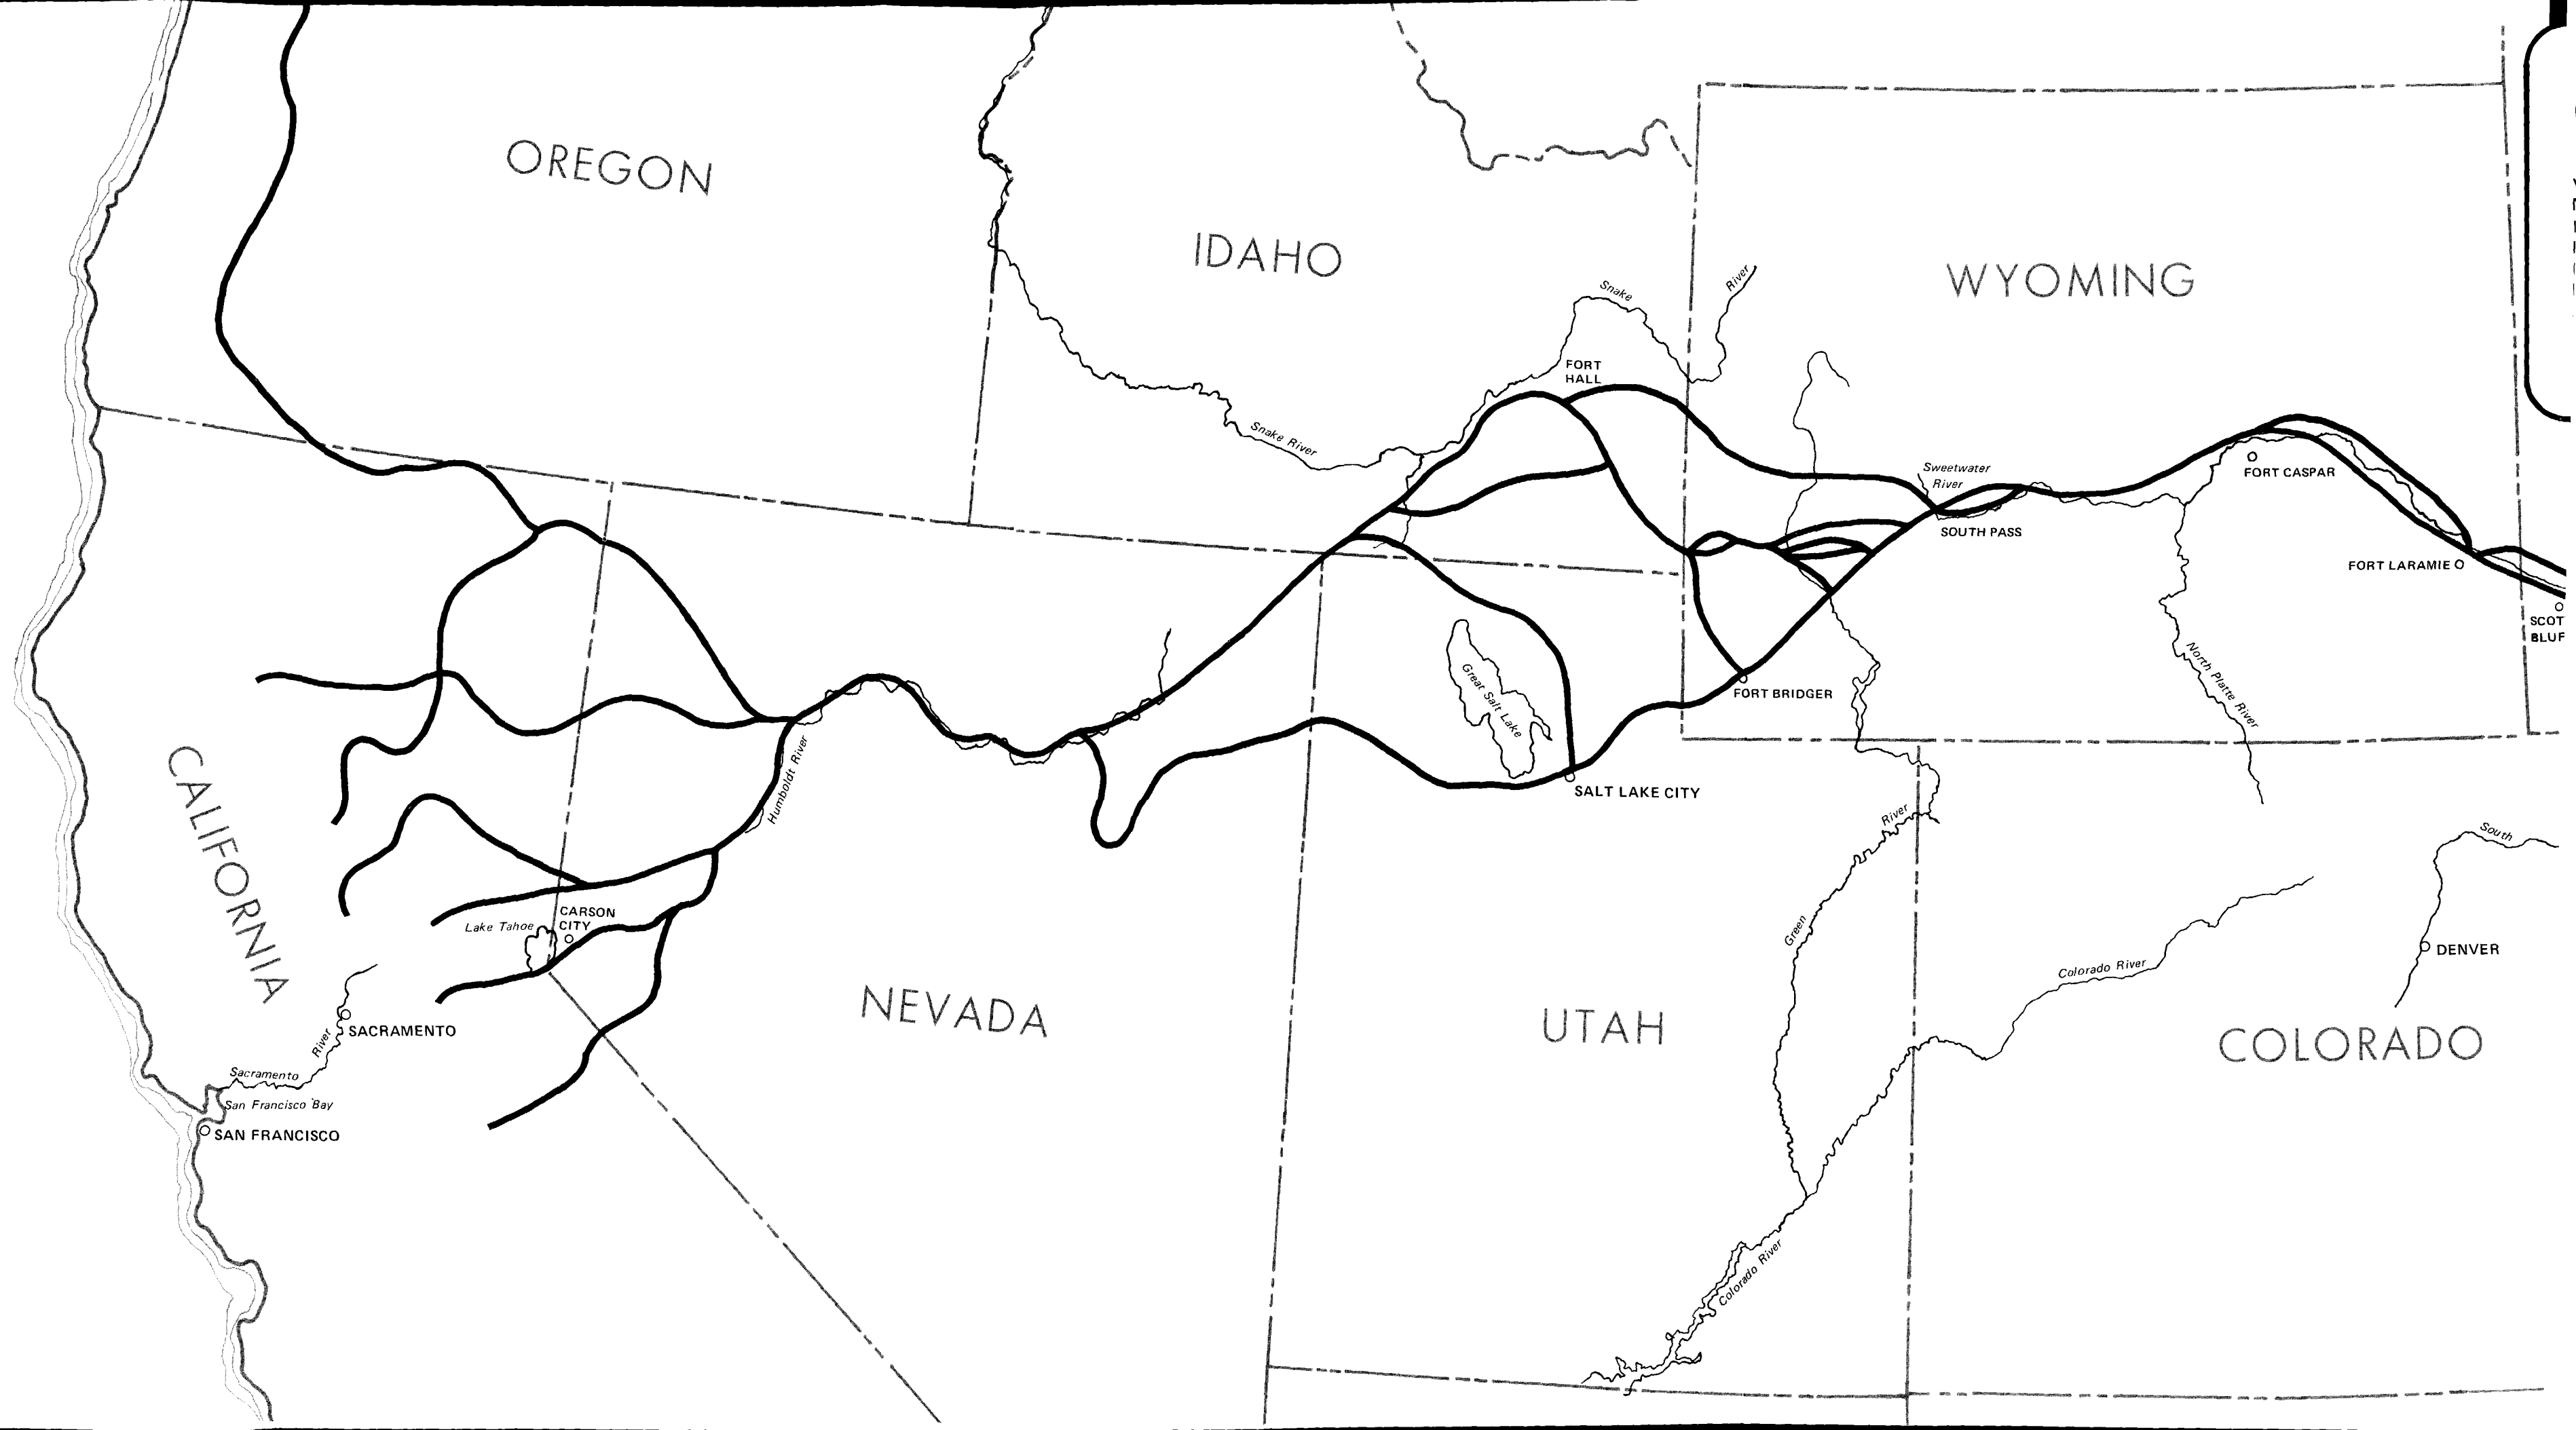 OREGON
IDAHO
WYOMING
Snake
River
FORT
HALL
Snake River
Sweetwater
River
SOUTH PASS
FORT CASPAR
FORT LARAMIE
SCOT
BLUF
North Platte River
FORT BRIDGER
Great Salt Lake
SALT LAKE CITY
Humboldt River
CALIFORNIA
CARSON
CITY
Lake Tahoe
River
SACRAMENTO
Sacramento
San Francisco Bay
SAN FRANCISCO
NEVADA
UTAH
Green
River
Colorado River
Colorado River
South
DENVER
COLORADO